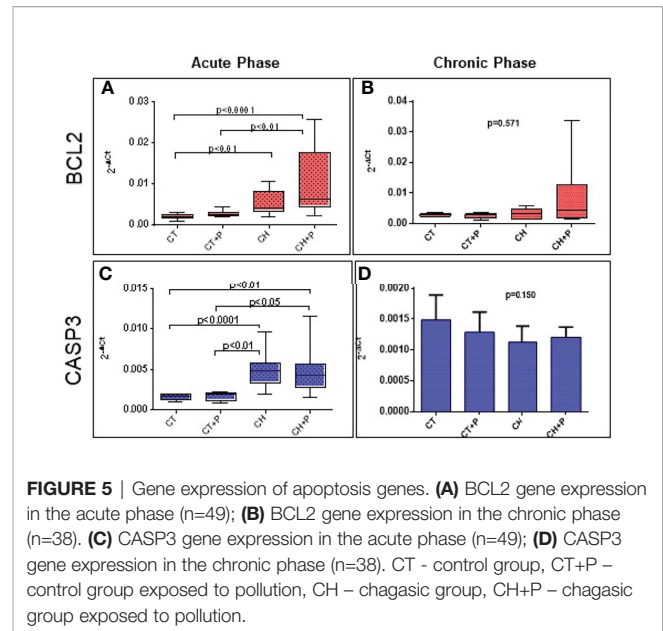 Acute Phase
Chronic Phase
BCL2
A
2-ΔCt
0.03
0.02
0.01
0.00
p<0.0001
p<0.01
p<0.01
CT
CT+P
CH
CH+P
B
2-ΔCt
0.04
0.03
0.02
0.01
0.00
p=0.571
CT
CT+P
CH
CH+P
CASP3
C
2-ΔCt
0.015
0.010
0.005
0.000
p<0.01
p<0.05
p<0.0001
p<0.01
CT
CT+P
CH
CH+P
D
2-ΔCt
0.0020
0.0015
0.0010
0.0005
0.0000
p=0.150
CT
CT+P
CH
CH+P
FIGURE 5 | Gene expression of apoptosis genes. (A) BCL2 gene expression
in the acute phase (n=49); (B) BCL2 gene expression in the chronic phase
(n=38). (C) CASP3 gene expression in the acute phase (n=49); (D) CASP3
gene expression in the chronic phase (n=38). CT - control group, CT+P –
control group exposed to pollution, CH – chagasic group, CH+P – chagasic
group exposed to pollution.